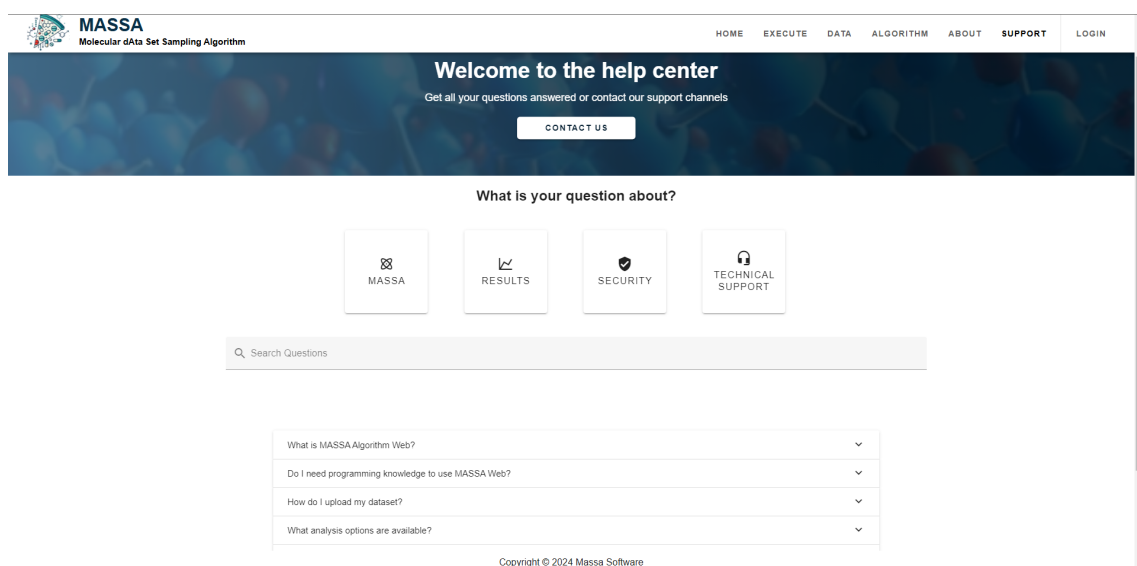 MASSA
Molecular dAta Set Sampling Algorithm
HOME EXECUTE DATA ALGORITHM ABOUT SUPPORT LOGIN
Welcome to the help center
Get all your questions answered or contact our support channels
CONTACT US
What is your question about?
MASSA
RESULTS
SECURITY
TECHNICAL
SUPPORT
Search Questions
What is MASSA Algorithm Web?
Do I need programming knowledge to use MASSA Web?
How do I upload my dataset?
What analysis options are available?
Copyright © 2024 Massa Software